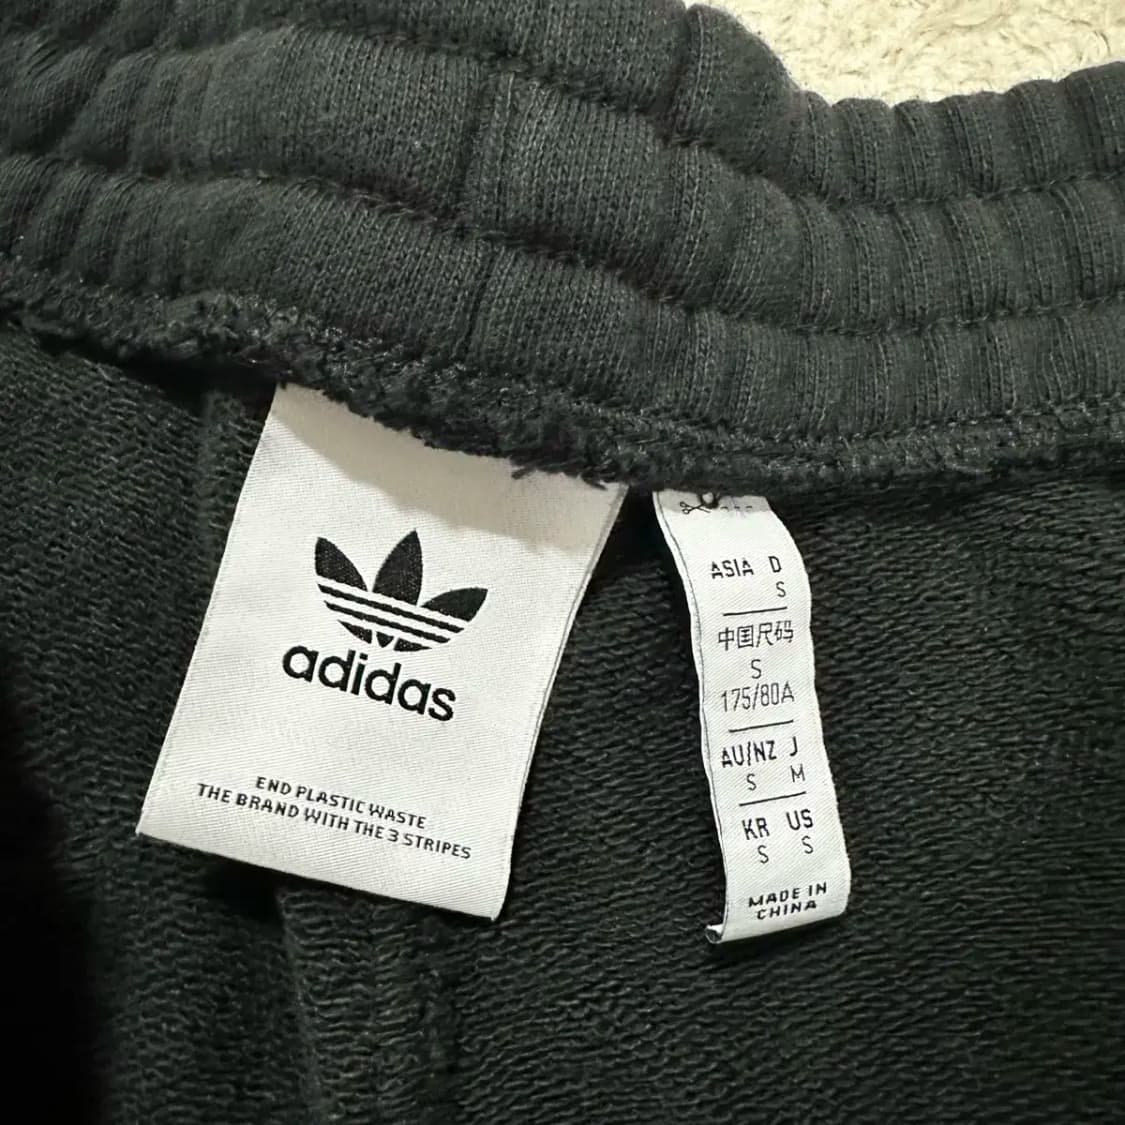 adidas
END PLASTIC WASTE
THE BRAND WITH THE 3 STRIPES
ASIA D
S
中国尺码
S
175/80A
AU/NZ J
S M
KR US
S S
MADE IN
CHINA